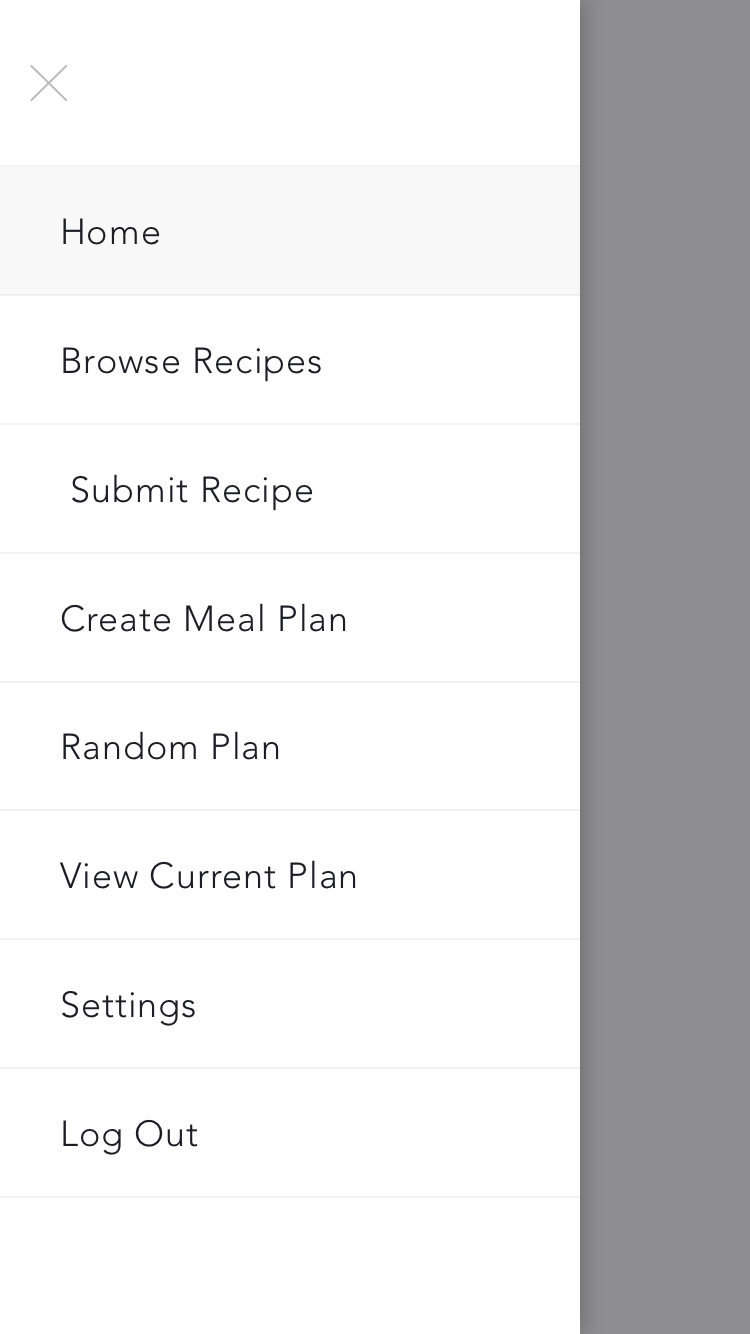 Home
Browse Recipes
Submit Recipe
Create Meal Plan
Random Plan
View Current Plan
Settings
Log Out